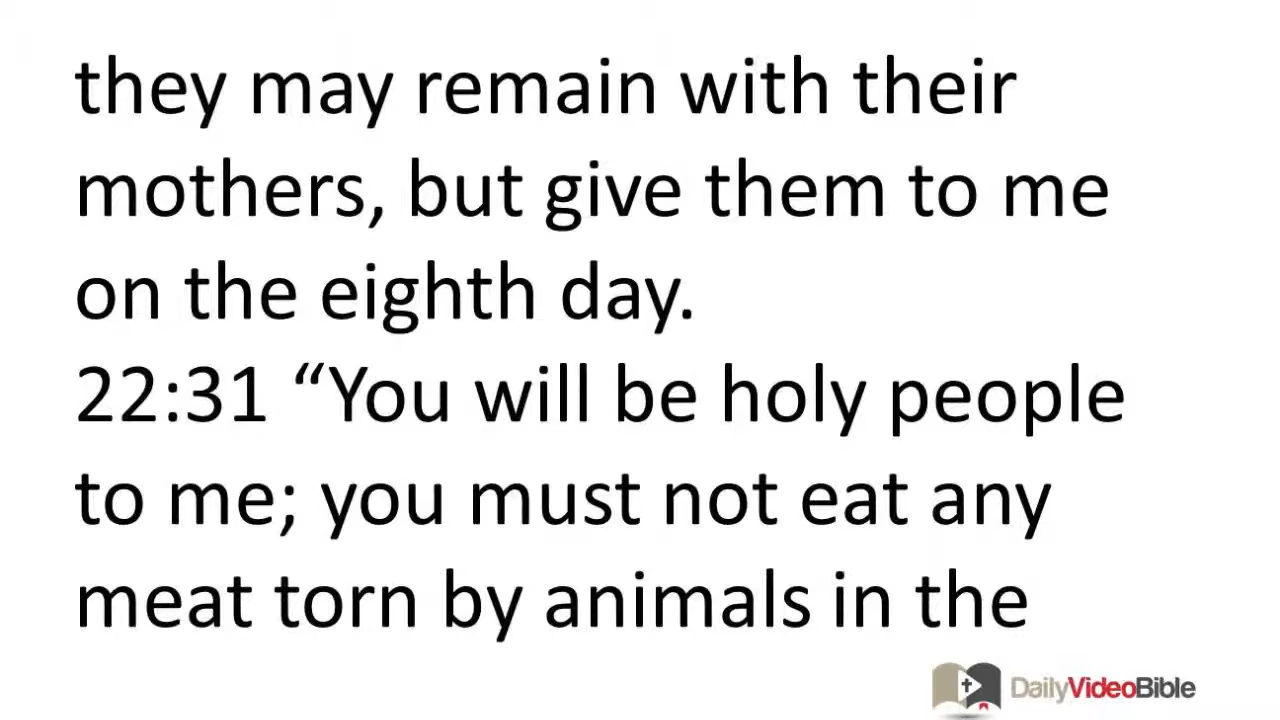 they may remain with their
mothers, but give them to me
on the eighth day.
22:31 “You will be holy people
to me; you must not eat any
meat torn by animals in the
DailyVideoBible